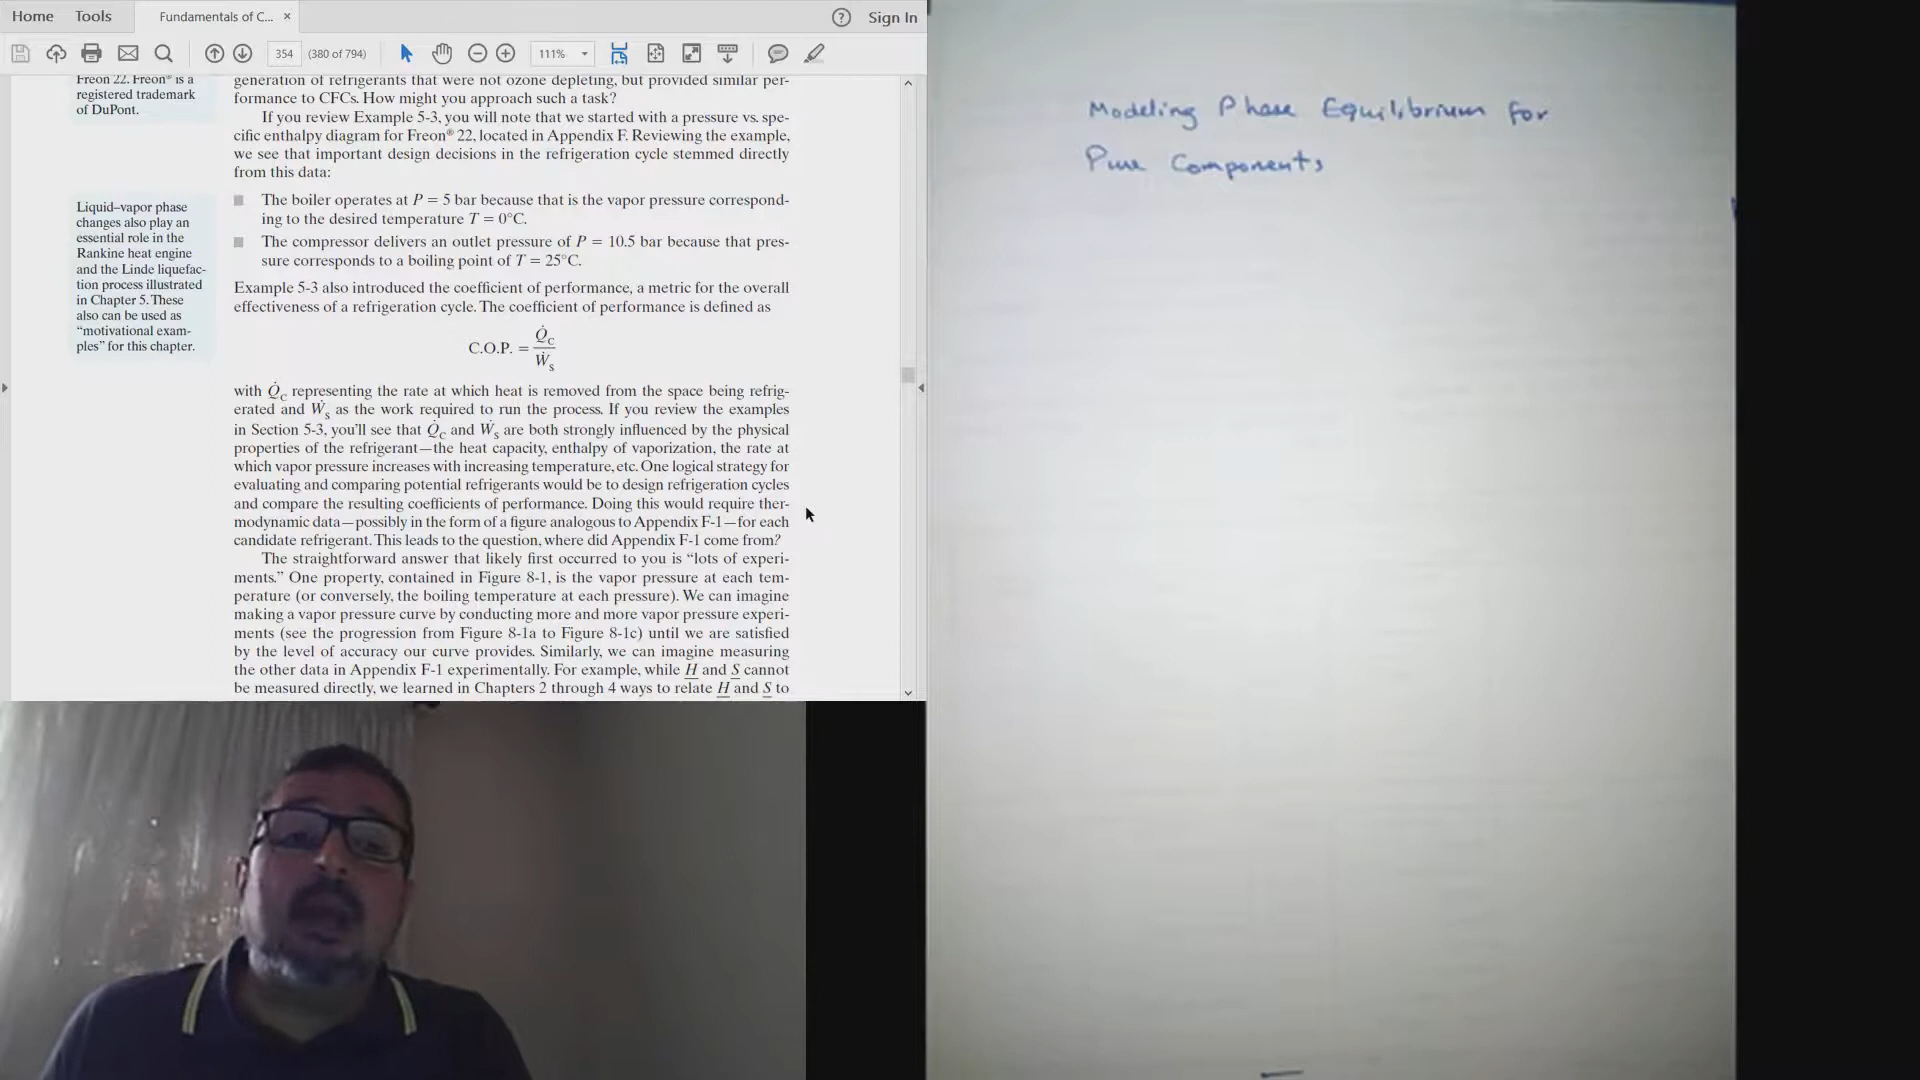 Home Tools Fundamentals of C... × Sign In
354 (380 of 794) 111%
Freon 22. Freon® is a
registered trademark
of DuPont.
generation of refrigerants that were not ozone depleting, but provided similar per-
formance to CFCs. How might you approach such a task?
If you review Example 5-3, you will note that we started with a pressure vs. spe-
cific enthalpy diagram for Freon® 22, located in Appendix F. Reviewing the example,
we see that important design decisions in the refrigeration cycle stemmed directly
from this data:
The boiler operates at P = 5 bar because that is the vapor pressure correspond-
ing to the desired temperature T = 0°C.
The compressor delivers an outlet pressure of P = 10.5 bar because that pres-
sure corresponds to a boiling point of T = 25°C.
Liquid–vapor phase
changes also play an
essential role in the
Rankine heat engine
and the Linde liquefac-
tion process illustrated
in Chapter 5. These
also can be used as
“motivational exam-
ples” for this chapter.
Example 5-3 also introduced the coefficient of performance, a metric for the overall
effectiveness of a refrigeration cycle. The coefficient of performance is defined as
C.O.P. = Q̇C / ẆS
with Q̇C representing the rate at which heat is removed from the space being refrig-
erated and Ẇs as the work required to run the process. If you review the examples
in Section 5-3, you’ll see that Q̇C and Ẇs are both strongly influenced by the physical
properties of the refrigerant—the heat capacity, enthalpy of vaporization, the rate at
which vapor pressure increases with increasing temperature, etc. One logical strategy for
evaluating and comparing potential refrigerants would be to design refrigeration cycles
and compare the resulting coefficients of performance. Doing this would require ther-
modynamic data—possibly in the form of a figure analogous to Appendix F-1—for each
candidate refrigerant. This leads to the question, where did Appendix F-1 come from?
The straightforward answer that likely first occurred to you is “lots of experi-
ments.” One property, contained in Figure 8-1, is the vapor pressure at each tem-
perature (or conversely, the boiling temperature at each pressure). We can imagine
making a vapor pressure curve by conducting more and more vapor pressure experi-
ments (see the progression from Figure 8-1a to Figure 8-1c) until we are satisfied
by the level of accuracy our curve provides. Similarly, we can imagine measuring
the other data in Appendix F-1 experimentally. For example, while H and S cannot
be measured directly, we learned in Chapters 2 through 4 ways to relate H and S to
Modeling Phase Equilibrium for
Pure Components